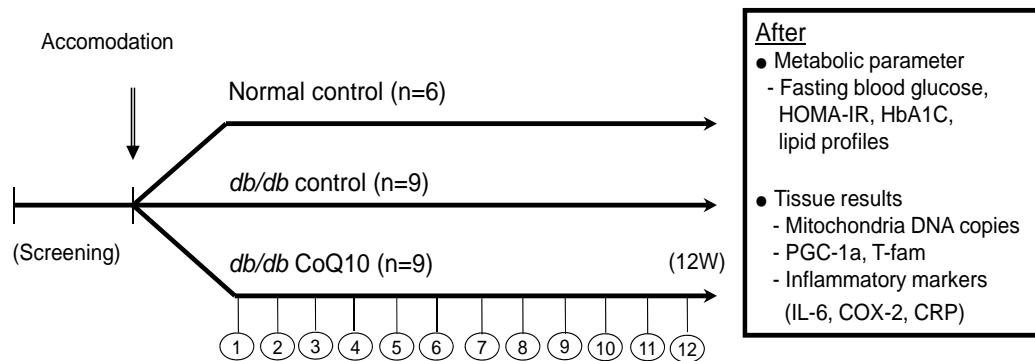 Accomodation
Normal control (n=6)
db/db control (n=9)
(Screening)
db/db CoQ10 (n=9)
(12W)
1 2 3 4 5 6 7 8 9 10 11 12
After
● Metabolic parameter
- Fasting blood glucose,
HOMA-IR, HbA1C,
lipid profiles
● Tissue results
- Mitochondria DNA copies
- PGC-1a, T-fam
- Inflammatory markers
(IL-6, COX-2, CRP)